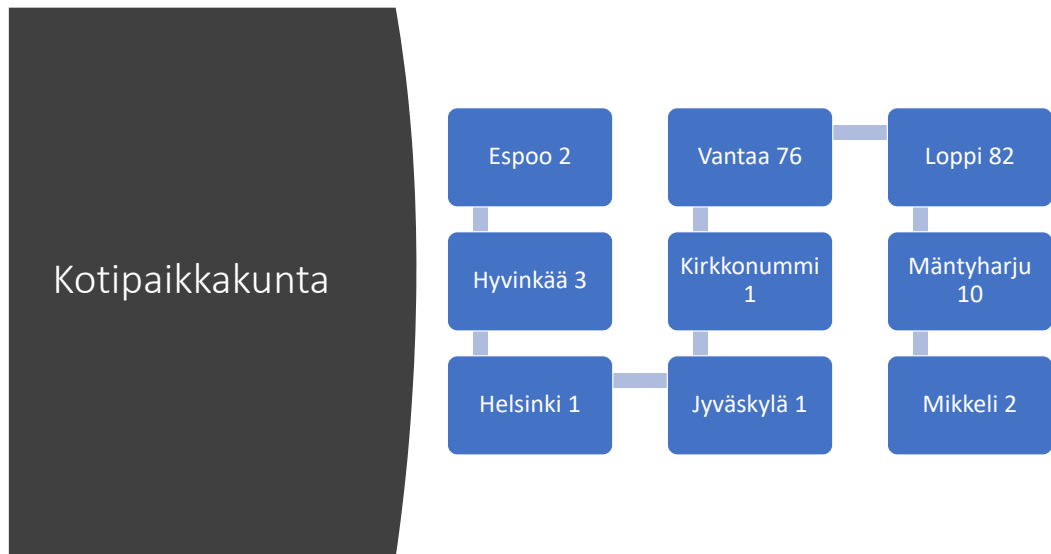 Kotipaikkakunta
Espoo 2
Hyvinkää 3
Helsinki 1
Jyväskylä 1
Kirkkonummi
1
Vantaa 76
Loppi 82
Mäntyharju
10
Mikkeli 2